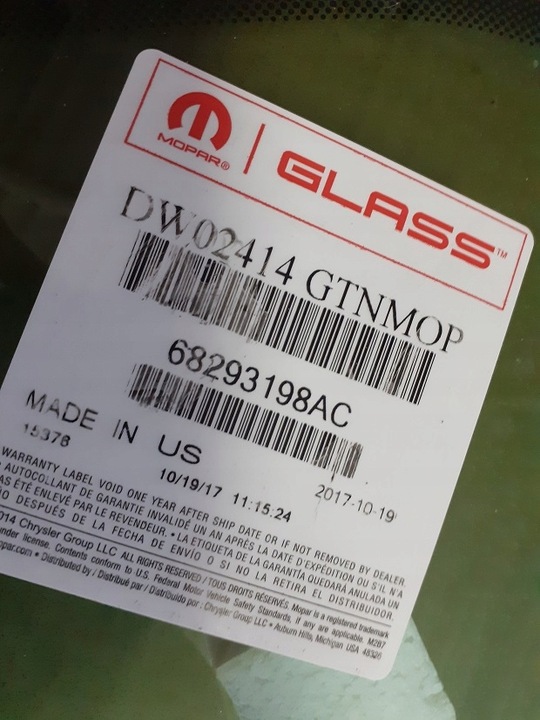 MOPAR® | GLASS™
DW02414 GTNMOP
68293198AC
MADE IN US
15376
10/19/17 11:15:24
2017-10-19
WARRANTY LABEL VOID ONE YEAR AFTER SHIP DATE OR IF NOT REMOVED BY DEALER
AUTOCOLLANT DE GARANTIE INVALIDÉ UN AN APRÈS LA DATE D'EXPÉDITION OU S'IL N'A
PAS ÉTÉ ENLEVÉ PAR LE REVENDEUR. • LA ETIQUETA DE LA GARANTÍA QUEDARÁ ANULADA UN
DESPUÉS DE LA FECHA DE ENVÍO O SI NO LA RETIRA EL DISTRIBUIDOR.
Chrysler Group LLC ALL RIGHTS RESERVED / TOUS DROITS RÉSERVÉS. Mopar is a registered trademark
under license. Contents conform to U.S. Federal Motor Vehicle Safety Standards, if any are applicable. M287
• Distributed by / Distribué par / Distribuido por: Chrysler Group LLC • Auburn Hills, Michigan USA 48326